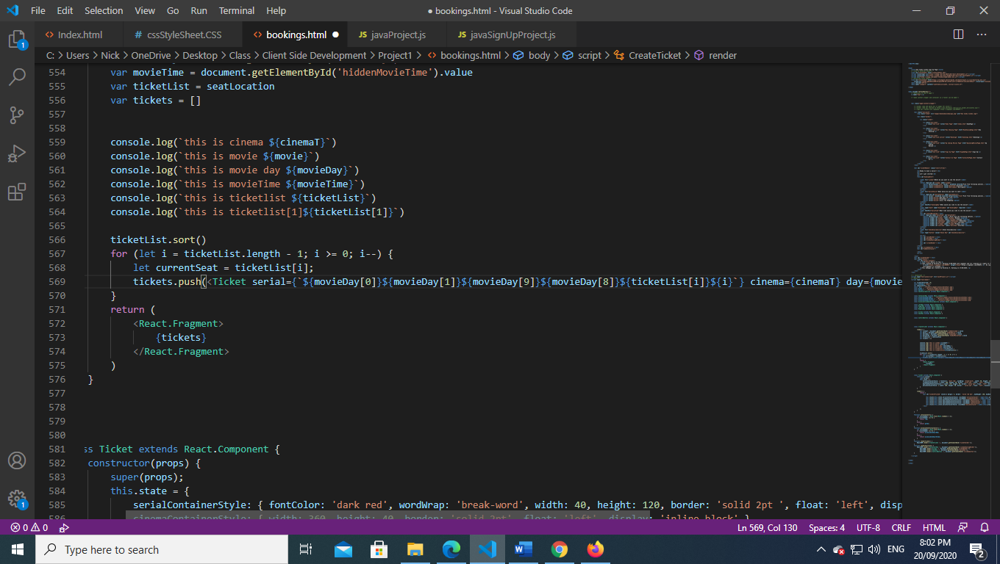 File Edit Selection View Go Run Terminal Help ● bookings.html - Visual Studio Code
<> Index.html # cssStyleSheet.CSS <> bookings.html ● JS javaProject.js JS javaSignUpProject.js
C: > Users > Nick > OneDrive > Desktop > Class > Client Side Development > Project1 > <> bookings.html > body > script > CreateTicket > render
554 var movieTime = document.getElementById('hiddenMovieTime').value
555 var ticketList = seatLocation
556 var tickets = []
557
558
559 console.log(`this is cinema ${cinemaT}`)
560 console.log(`this is movie ${movie}`)
561 console.log(`this is movie day ${movieDay}`)
562 console.log(`this is movieTime ${movieTime}`)
563 console.log(`this is ticketlist ${ticketList}`)
564 console.log(`this is ticketlist[1]${ticketList[1]}`)
565
566 ticketList.sort()
567 for (let i = ticketList.length - 1; i >= 0; i--) {
568 let currentSeat = ticketList[i];
569 tickets.push(<Ticket serial={`${movieDay[0]}${movieDay[1]}${movieDay[9]}${movieDay[8]}${ticketList[i]}${i}`} cinema={cinemaT} day={movie
570 }
571 return (
572 <React.Fragment>
573 {tickets}
574 </React.Fragment>
575 )
576 }
577
578
579
580
581 ss Ticket extends React.Component {
582 constructor(props) {
583 super(props);
584 this.state = {
585 serialContainerStyle: { fontColor: 'dark red', wordWrap: 'break-word', width: 40, height: 120, border: 'solid 2pt ', float: 'left', disp
0 0 Ln 569, Col 130 Spaces: 4 UTF-8 CRLF HTML
Type here to search
ENG
8:02 PM
20/09/2020
2
1
1